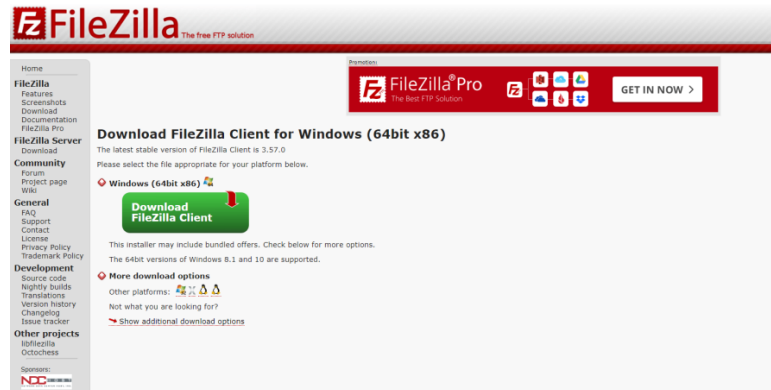 FileZilla The free FTP solution
Home
FileZilla
Features
Screenshots
Download
Documentation
FileZilla Pro
FileZilla Server
Download
Community
Forum
Project page
Wiki
General
FAQ
Support
Contact
License
Privacy Policy
Trademark Policy
Development
Source code
Nightly builds
Translations
Version history
Changelog
Issue tracker
Other projects
libfilezilla
Octochess
Sponsors:
NDC
Promotion:
FileZilla® Pro
The Best FTP Solution
GET IN NOW >
Download FileZilla Client for Windows (64bit x86)
The latest stable version of FileZilla Client is 3.57.0
Please select the file appropriate for your platform below.
Windows (64bit x86)
Download
FileZilla Client
This installer may include bundled offers. Check below for more options.
The 64bit versions of Windows 8.1 and 10 are supported.
More download options
Other platforms:
Not what you are looking for?
Show additional download options